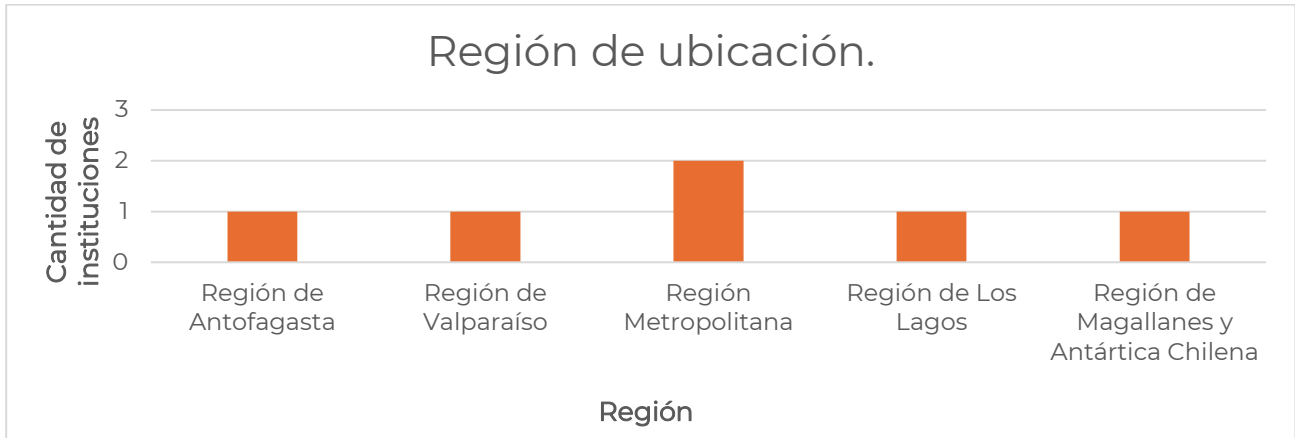 Región de ubicación.
Cantidad de
instituciones
3
2
1
0
Región de
Antofagasta
Región de
Valparaíso
Región
Metropolitana
Región de Los
Lagos
Región de
Magallanes y
Antártica Chilena
Región